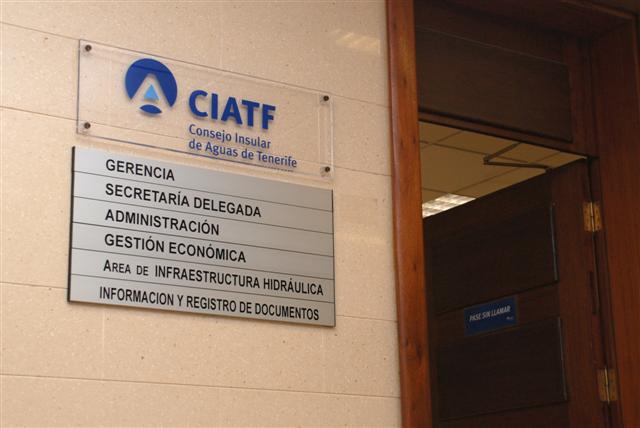 CIATF
Consejo Insular
de Aguas de Tenerife
GERENCIA
SECRETARÍA DELEGADA
ADMINISTRACIÓN
GESTIÓN ECONÓMICA
AREA DE INFRAESTRUCTURA HIDRÁULICA
INFORMACION Y REGISTRO DE DOCUMENTOS
PASE SIN LLAMAR